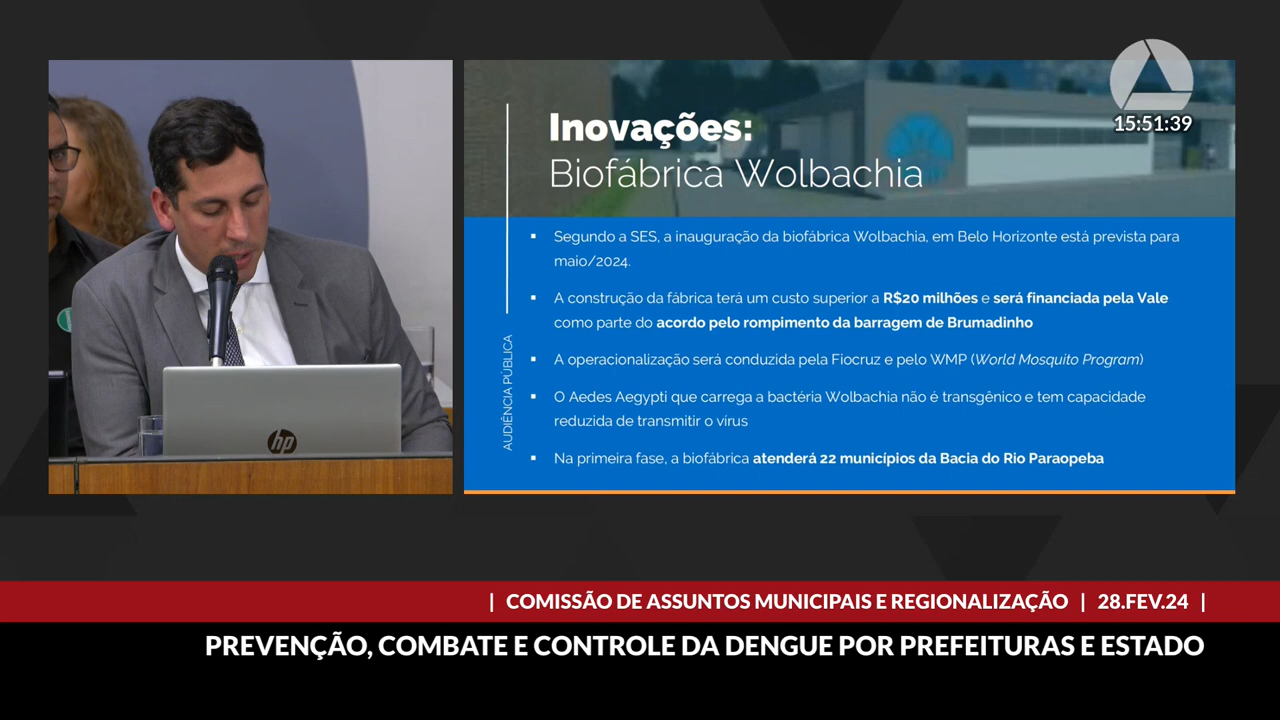 15:51:39
Inovações:
Biofábrica Wolbachia
▪ Segundo a SES, a inauguração da biofábrica Wolbachia, em Belo Horizonte está prevista para
maio/2024.
▪ A construção da fábrica terá um custo superior a R$20 milhões e será financiada pela Vale
como parte do acordo pelo rompimento da barragem de Brumadinho
▪ A operacionalização será conduzida pela Fiocruz e pelo WMP (World Mosquito Program)
▪ O Aedes Aegypti que carrega a bactéria Wolbachia não é transgênico e tem capacidade
reduzida de transmitir o vírus
▪ Na primeira fase, a biofábrica atenderá 22 municípios da Bacia do Rio Paraopeba
AUDIÊNCIA PÚBLICA
hp
| COMISSÃO DE ASSUNTOS MUNICIPAIS E REGIONALIZAÇÃO | 28.FEV.24 |
PREVENÇÃO, COMBATE E CONTROLE DA DENGUE POR PREFEITURAS E ESTADO